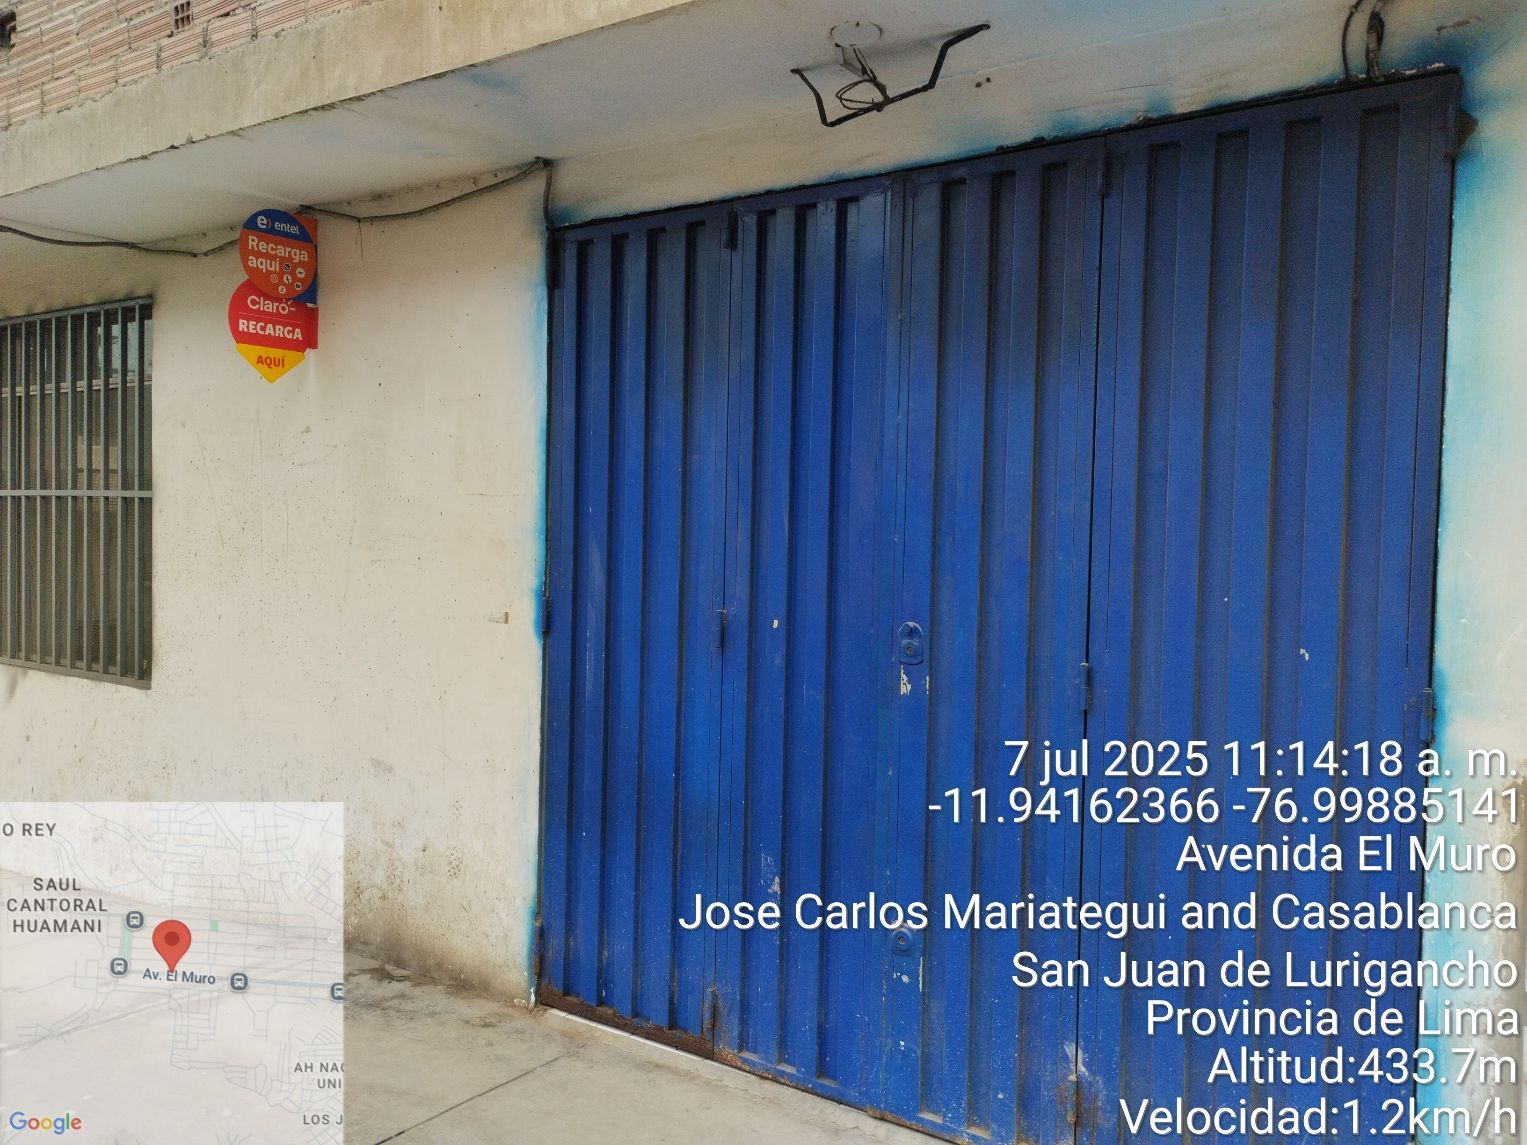 entel
Recarga
aquí
Claro
RECARGA
AQUÍ
7 jul 2025 11:14:18 a. m.
-11.94162366 -76.99885141
Avenida El Muro
Jose Carlos Mariategui and Casablanca
San Juan de Lurigancho
Provincia de Lima
Altitud:433.7m
Velocidad:1.2km/h
O REY
SAUL
CANTORAL
HUAMANI
Av. El Muro
AH NAC
UNI
LOS J
Google